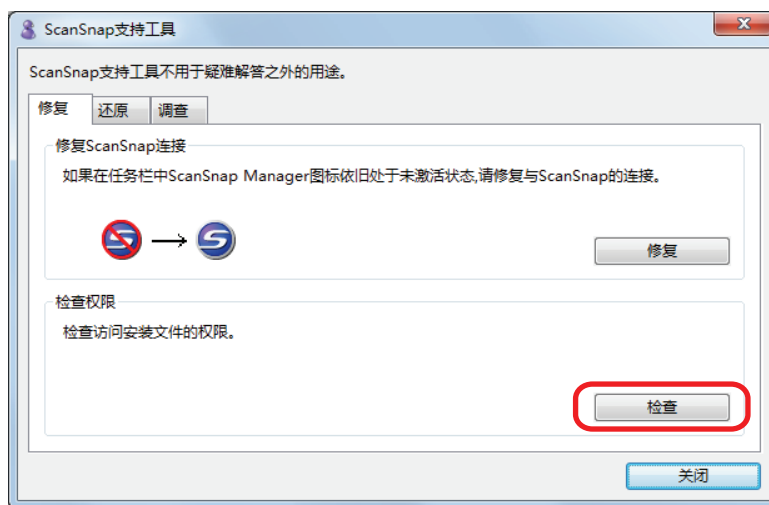 ScanSnap支持工具
ScanSnap支持工具不用于疑难解答之外的用途。
修复 还原 调查
修复ScanSnap连接
如果在任务栏中ScanSnap Manager图标依旧处于未激活状态,请修复与ScanSnap的连接。
修复
检查权限
检查访问安装文件的权限。
检查
关闭